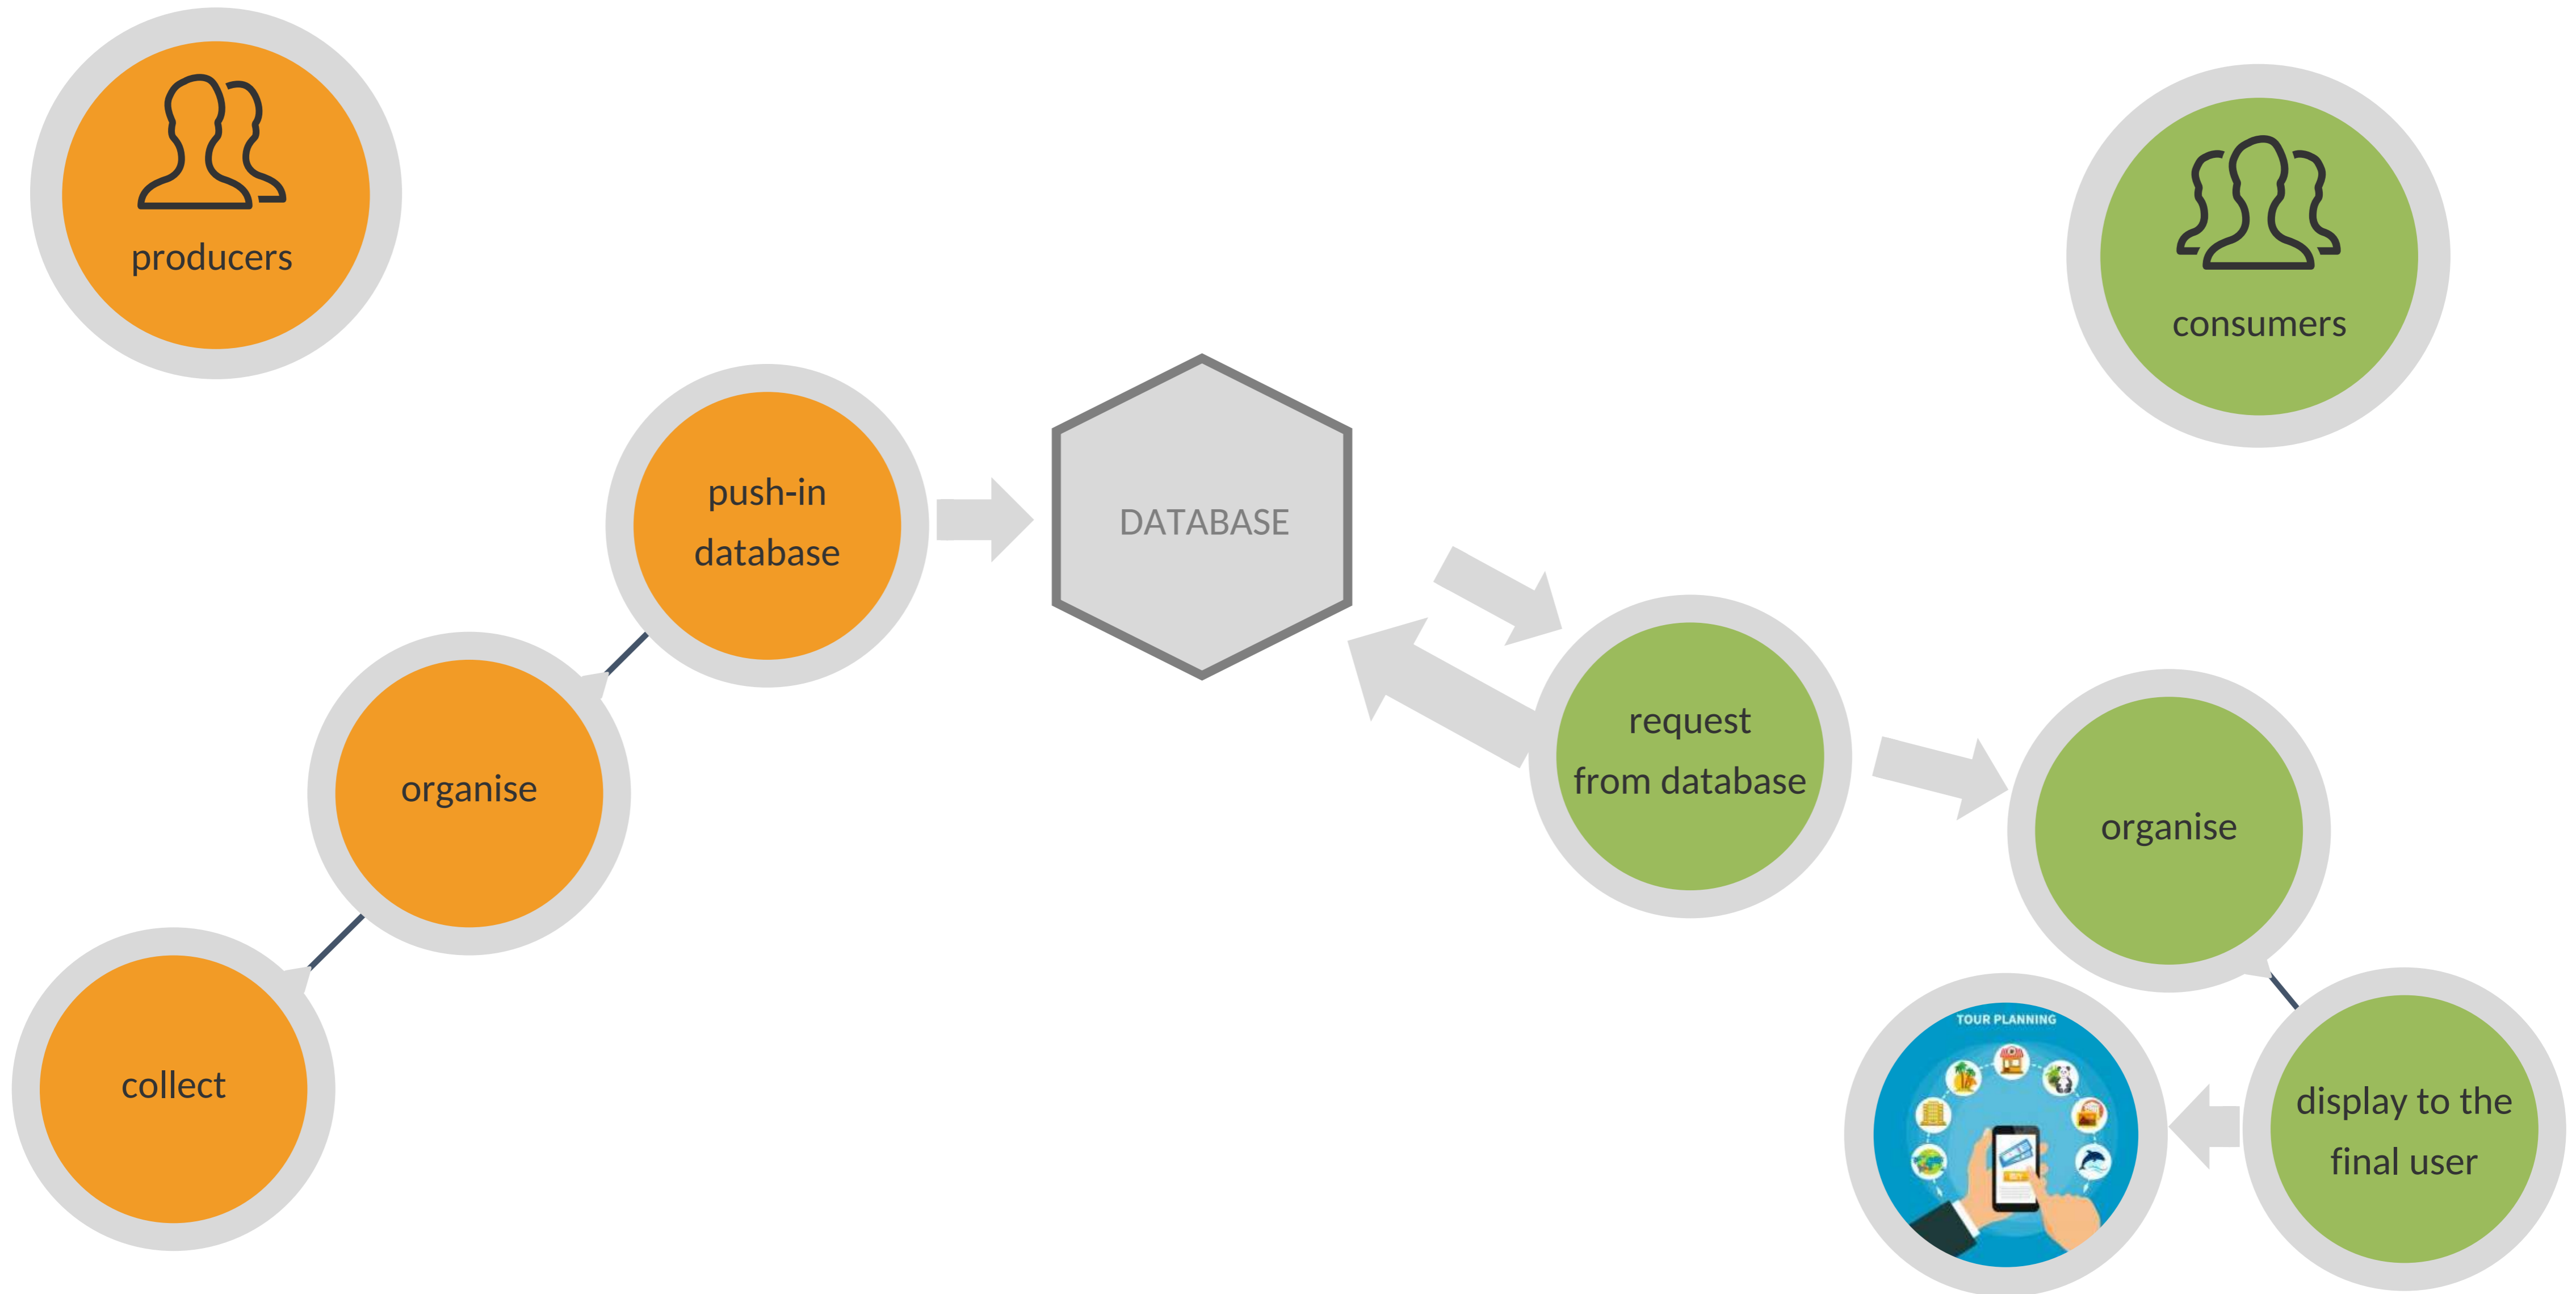 producers
consumers
push-in
database
DATABASE
request
from database
organise
organise
collect
TOUR PLANNING
display to the
final user